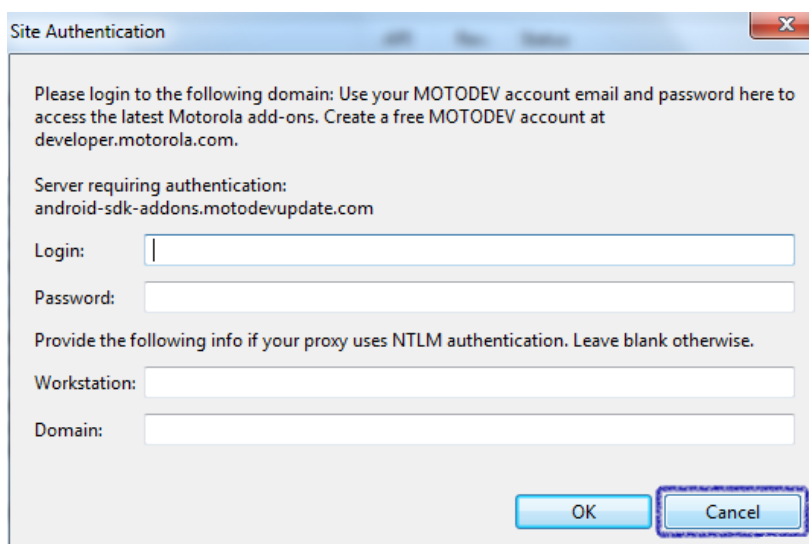 Site Authentication
Please login to the following domain: Use your MOTODEV account email and password here to
access the latest Motorola add-ons. Create a free MOTODEV account at
developer.motorola.com.
Server requiring authentication:
android-sdk-addons.motodevupdate.com
Login:
Password:
Provide the following info if your proxy uses NTLM authentication. Leave blank otherwise.
Workstation:
Domain:
OK Cancel